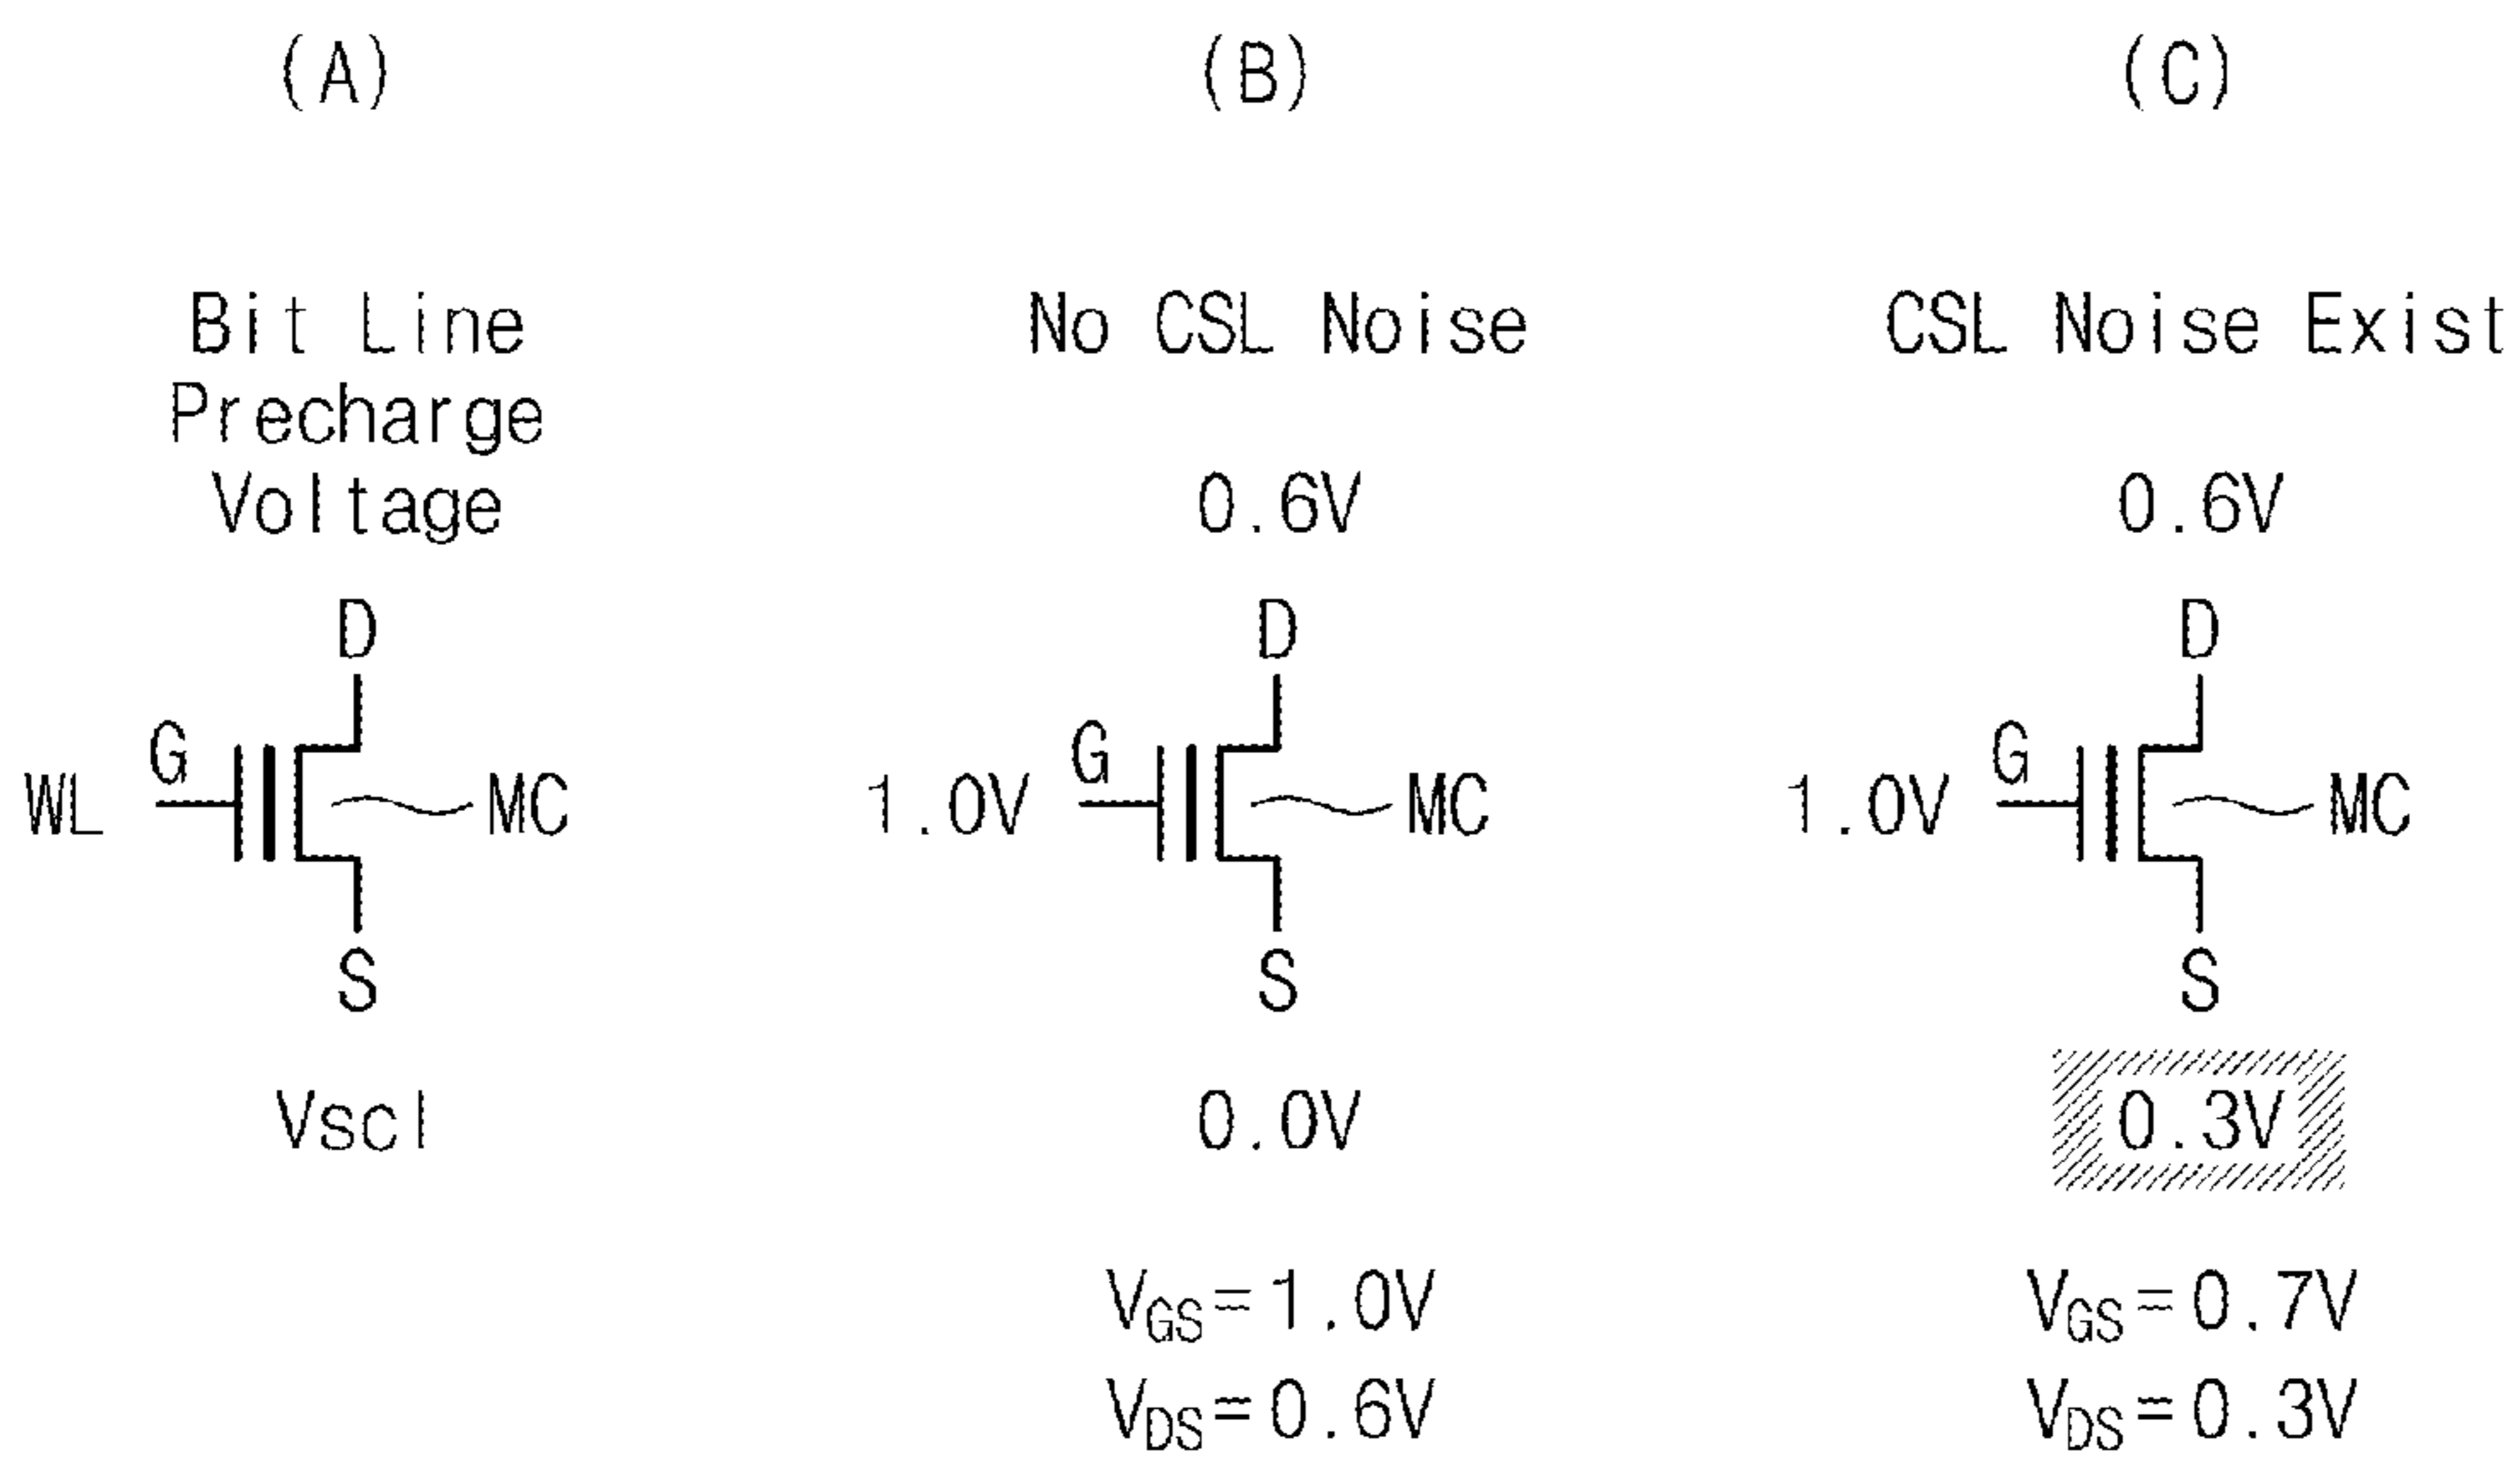 (A)
Bit Line
Precharge
Voltage
D
G
WL
MC
S
Vscl
(B)
No CSL Noise
0.6V
D
G
1.0V
MC
S
0.0V
VGS=1.0V
VDS=0.6V
(C)
CSL Noise Exist
0.6V
D
G
1.0V
MC
S
0.3V
VGS=0.7V
VDS=0.3V